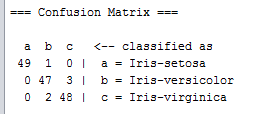 === Confusion Matrix ===
a b c <-- classified as
49 1 0 | a = Iris-setosa
0 47 3 | b = Iris-versicolor
0 2 48 | c = Iris-virginica